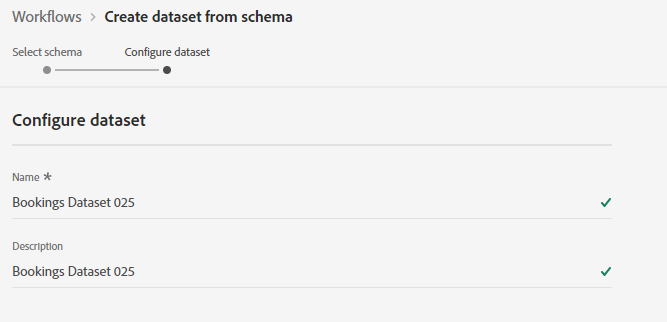 Workflows > Create dataset from schema
Select schema Configure dataset
Configure dataset
Name *
Bookings Dataset 025
Description
Bookings Dataset 025